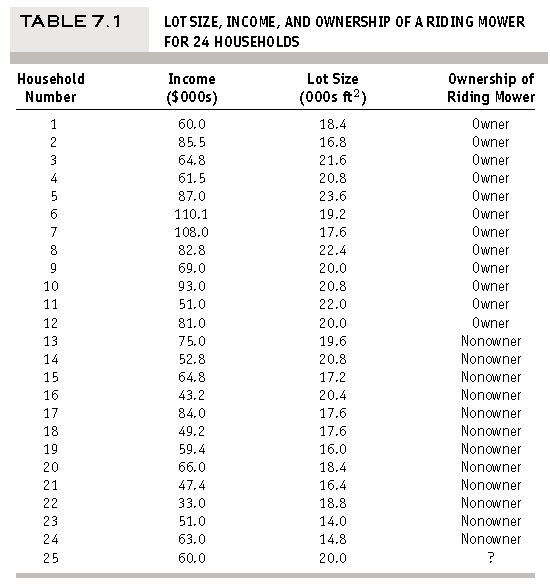 TABLE 7.1 LOT SIZE, INCOME, AND OWNERSHIP OF A RIDING MOWER
FOR 24 HOUSEHOLDS
Household Income Lot Size Ownership of
Number ($000s) (000s ft²) Riding Mower
1 60.0 18.4 Owner
2 85.5 16.8 Owner
3 64.8 21.6 Owner
4 61.5 20.8 Owner
5 87.0 23.6 Owner
6 110.1 19.2 Owner
7 108.0 17.6 Owner
8 82.8 22.4 Owner
9 69.0 20.0 Owner
10 93.0 20.8 Owner
11 51.0 22.0 Owner
12 81.0 20.0 Owner
13 75.0 19.6 Nonowner
14 52.8 20.8 Nonowner
15 64.8 17.2 Nonowner
16 43.2 20.4 Nonowner
17 84.0 17.6 Nonowner
18 49.2 17.6 Nonowner
19 59.4 16.0 Nonowner
20 66.0 18.4 Nonowner
21 47.4 16.4 Nonowner
22 33.0 18.8 Nonowner
23 51.0 14.0 Nonowner
24 63.0 14.8 Nonowner
25 60.0 20.0 ?